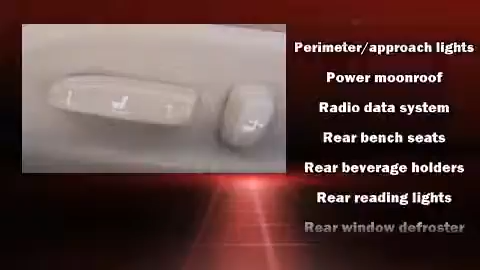 Perimeter/approach lights
Power moonroof
Radio data system
Rear bench seats
Rear beverage holders
Rear reading lights
Rear window defroster